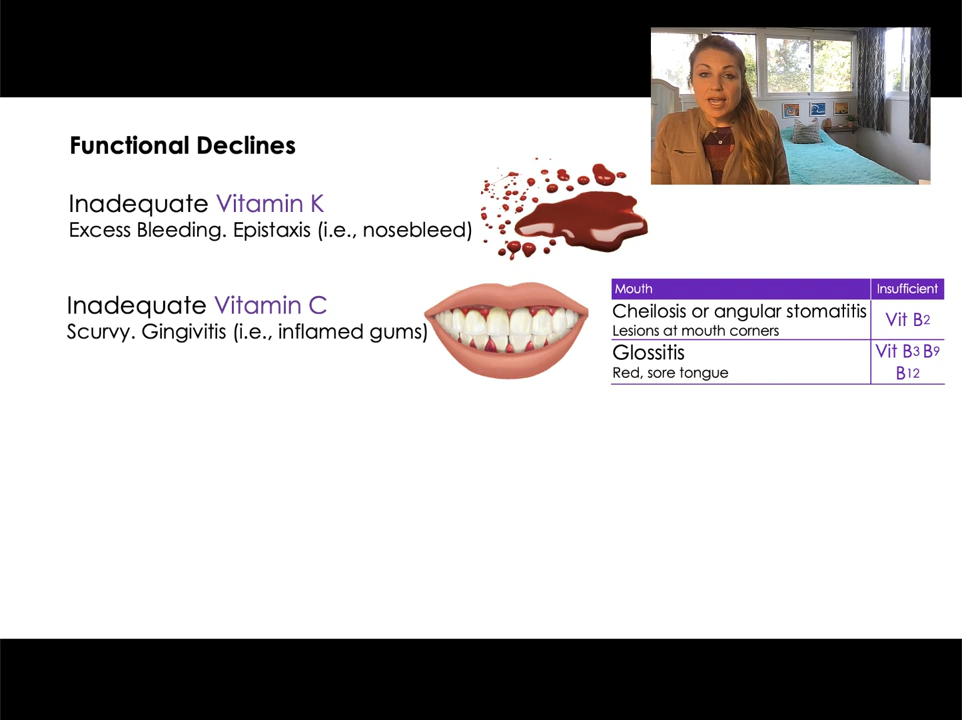 Functional Declines
Inadequate Vitamin K
Excess Bleeding. Epistaxis (i.e., nosebleed)
Inadequate Vitamin C
Scurvy. Gingivitis (i.e., inflamed gums)
Mouth Insufficient
Cheilosis or angular stomatitis Vit B2
Lesions at mouth corners
Glossitis Vit B3 B9
Red, sore tongue B12